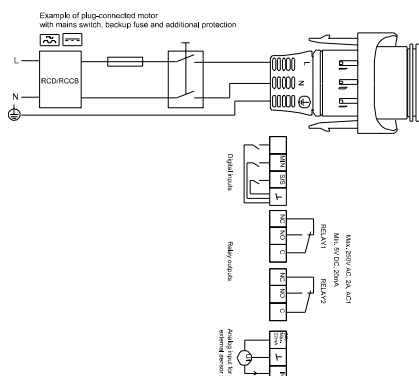 Example of plug-connected motor
with mains switch, backup fuse and additional protection
L
RCD/RCCB
N
L
N
MIN
S/S
Digital inputs
NC
NO
C
RELAY1
Max. 250V AC, 2A, AC1
Min. 5V DC, 20mA
NC
NO
C
RELAY2
Relay outputs
Max.
22mA
Analog input for
external sensor